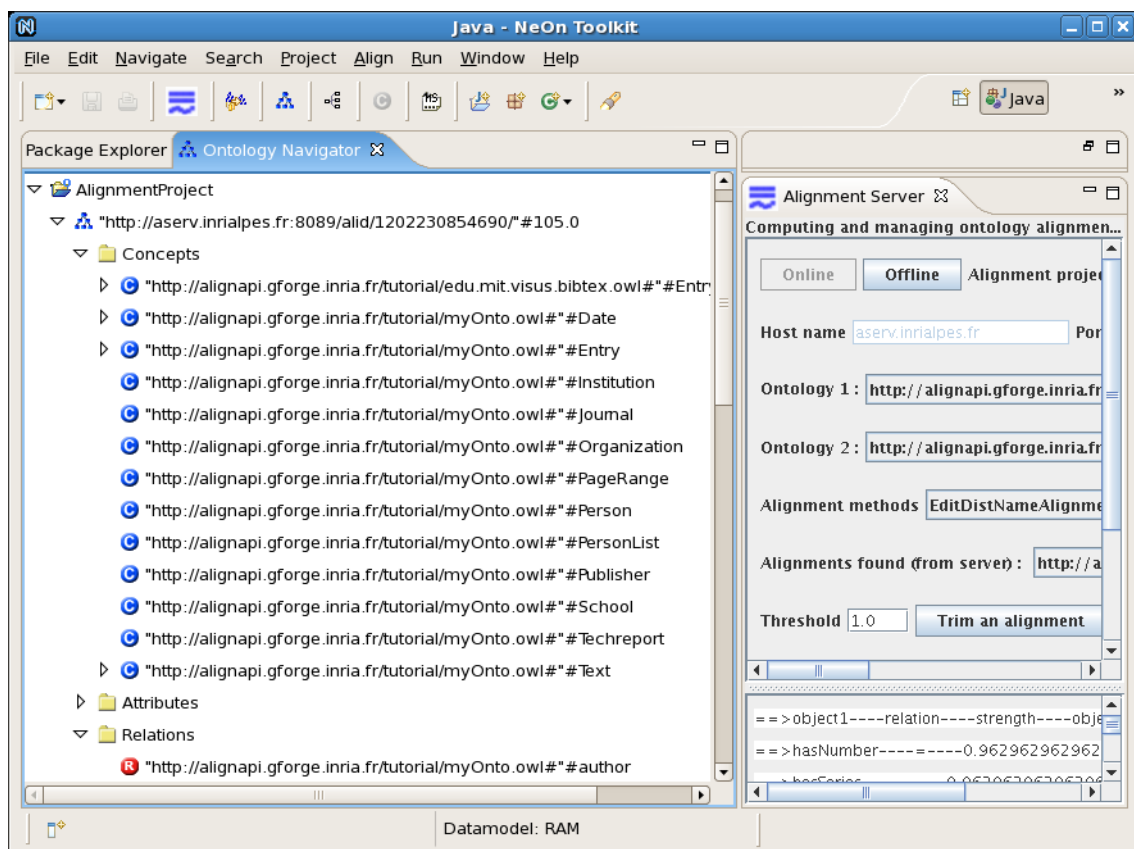 Java - NeOn Toolkit
File Edit Navigate Search Project Align Run Window Help
Java »
Package Explorer Ontology Navigator
AlignmentProject
"http://aserv.inrialpes.fr:8089/alid/1202230854690/"#105.0
Concepts
"http://alignapi.gforge.inria.fr/tutorial/edu.mit.visus.bibtex.owl#"#Entr
"http://alignapi.gforge.inria.fr/tutorial/myOnto.owl#"#Date
"http://alignapi.gforge.inria.fr/tutorial/myOnto.owl#"#Entry
"http://alignapi.gforge.inria.fr/tutorial/myOnto.owl#"#Institution
"http://alignapi.gforge.inria.fr/tutorial/myOnto.owl#"#Journal
"http://alignapi.gforge.inria.fr/tutorial/myOnto.owl#"#Organization
"http://alignapi.gforge.inria.fr/tutorial/myOnto.owl#"#PageRange
"http://alignapi.gforge.inria.fr/tutorial/myOnto.owl#"#Person
"http://alignapi.gforge.inria.fr/tutorial/myOnto.owl#"#PersonList
"http://alignapi.gforge.inria.fr/tutorial/myOnto.owl#"#Publisher
"http://alignapi.gforge.inria.fr/tutorial/myOnto.owl#"#School
"http://alignapi.gforge.inria.fr/tutorial/myOnto.owl#"#Techreport
"http://alignapi.gforge.inria.fr/tutorial/myOnto.owl#"#Text
Attributes
Relations
"http://alignapi.gforge.inria.fr/tutorial/myOnto.owl#"#author
Alignment Server
Computing and managing ontology alignmen...
Online Offline Alignment projec
Host name aserv.inrialpes.fr Por
Ontology 1 : http://alignapi.gforge.inria.fr
Ontology 2 : http://alignapi.gforge.inria.fr
Alignment methods EditDistNameAlignme
Alignments found (from server) : http://a
Threshold 1.0 Trim an alignment
==>object1----relation----strength----obje
==>hasNumber----=----0.962962962962
Datamodel: RAM